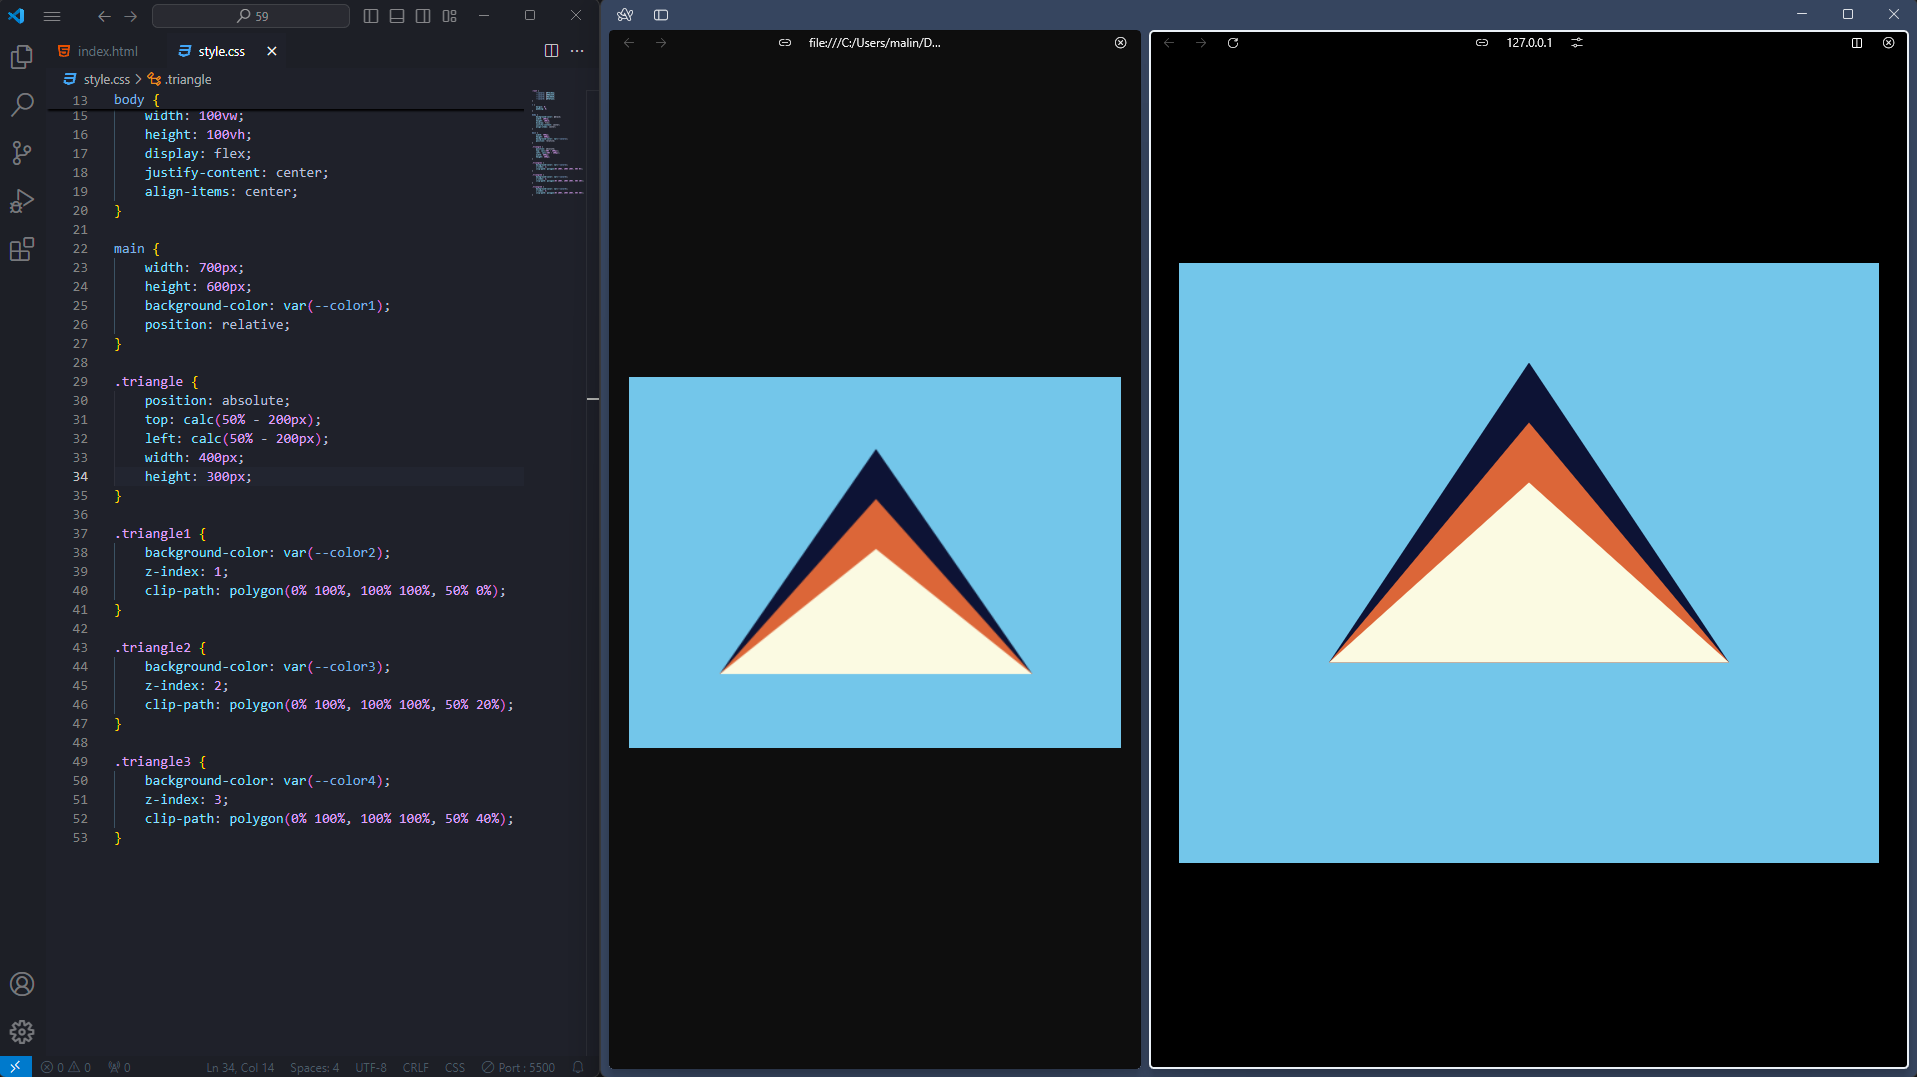 59
index.html
style.css
style.css > .triangle
13 body {
15 width: 100vw;
16 height: 100vh;
17 display: flex;
18 justify-content: center;
19 align-items: center;
20 }
21
22 main {
23 width: 700px;
24 height: 600px;
25 background-color: var(--color1);
26 position: relative;
27 }
28
29 .triangle {
30 position: absolute;
31 top: calc(50% - 200px);
32 left: calc(50% - 200px);
33 width: 400px;
34 height: 300px;
35 }
36
37 .triangle1 {
38 background-color: var(--color2);
39 z-index: 1;
40 clip-path: polygon(0% 100%, 100% 100%, 50% 0%);
41 }
42
43 .triangle2 {
44 background-color: var(--color3);
45 z-index: 2;
46 clip-path: polygon(0% 100%, 100% 100%, 50% 20%);
47 }
48
49 .triangle3 {
50 background-color: var(--color4);
51 z-index: 3;
52 clip-path: polygon(0% 100%, 100% 100%, 50% 40%);
53 }
0 0 0 Ln 34, Col 14 Spaces: 4 UTF-8 CRLF CSS Port : 5500
file:///C:/Users/malin/D...
127.0.0.1